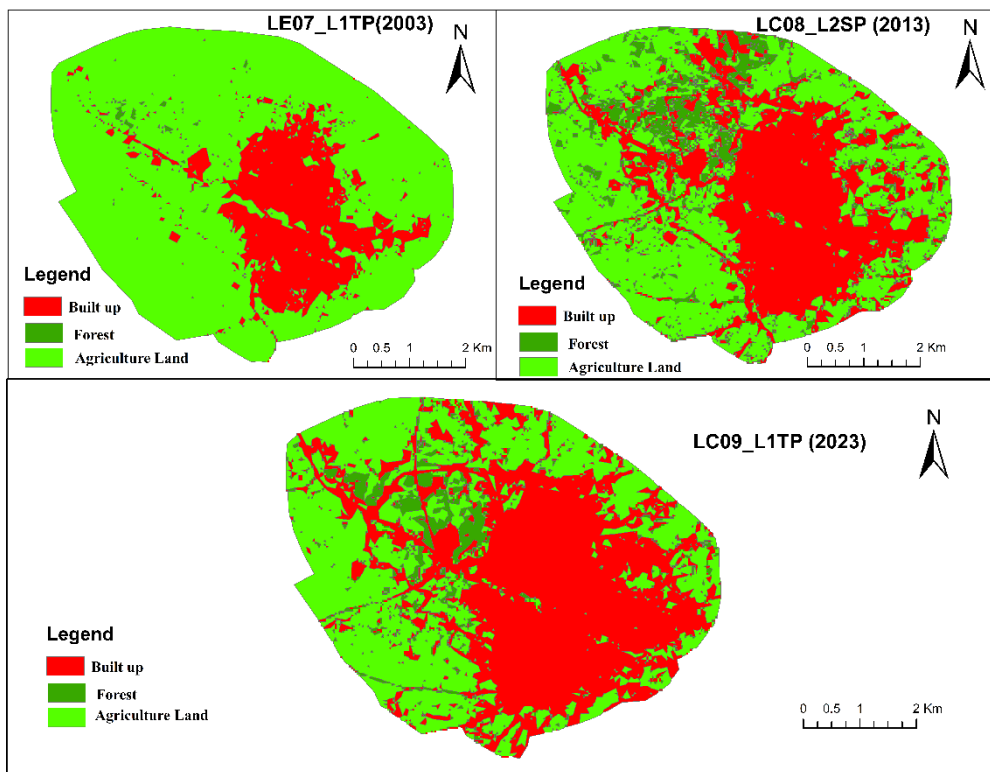 LE07_L1TP(2003)
N
Legend
Built up
Forest
Agriculture Land
0 0.5 1 2 Km
LC08_L2SP (2013)
N
Legend
Built up
Forest
Agriculture Land
0 0.5 1 2 Km
LC09_L1TP (2023)
N
Legend
Built up
Forest
Agriculture Land
0 0.5 1 2 Km